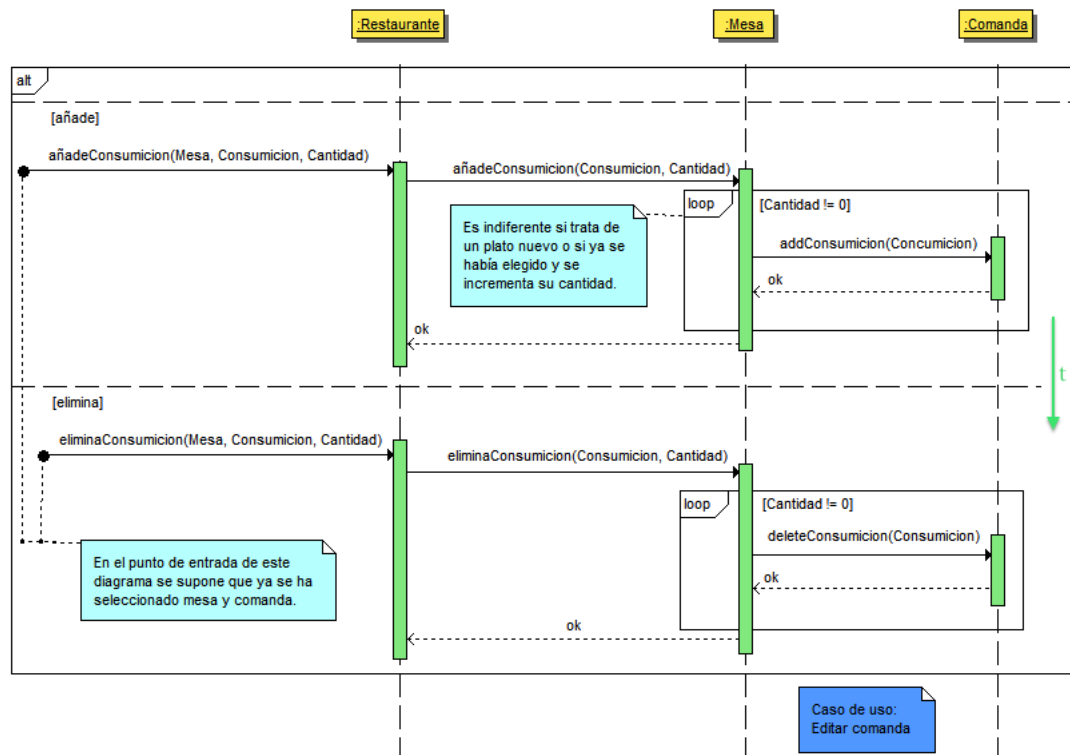 :Restaurante
:Mesa
:Comanda
alt
[añade]
añadeConsumicion(Mesa, Consumicion, Cantidad)
añadeConsumicion(Consumicion, Cantidad)
loop
[Cantidad != 0]
Es indiferente si trata de
un plato nuevo o si ya se
había elegido y se
incrementa su cantidad.
addConsumicion(Concumicion)
ok
ok
t
[elimina]
eliminaConsumicion(Mesa, Consumicion, Cantidad)
eliminaConsumicion(Consumicion, Cantidad)
loop
[Cantidad != 0]
deleteConsumicion(Consumicion)
ok
En el punto de entrada de este
diagrama se supone que ya se ha
seleccionado mesa y comanda.
ok
Caso de uso:
Editar comanda